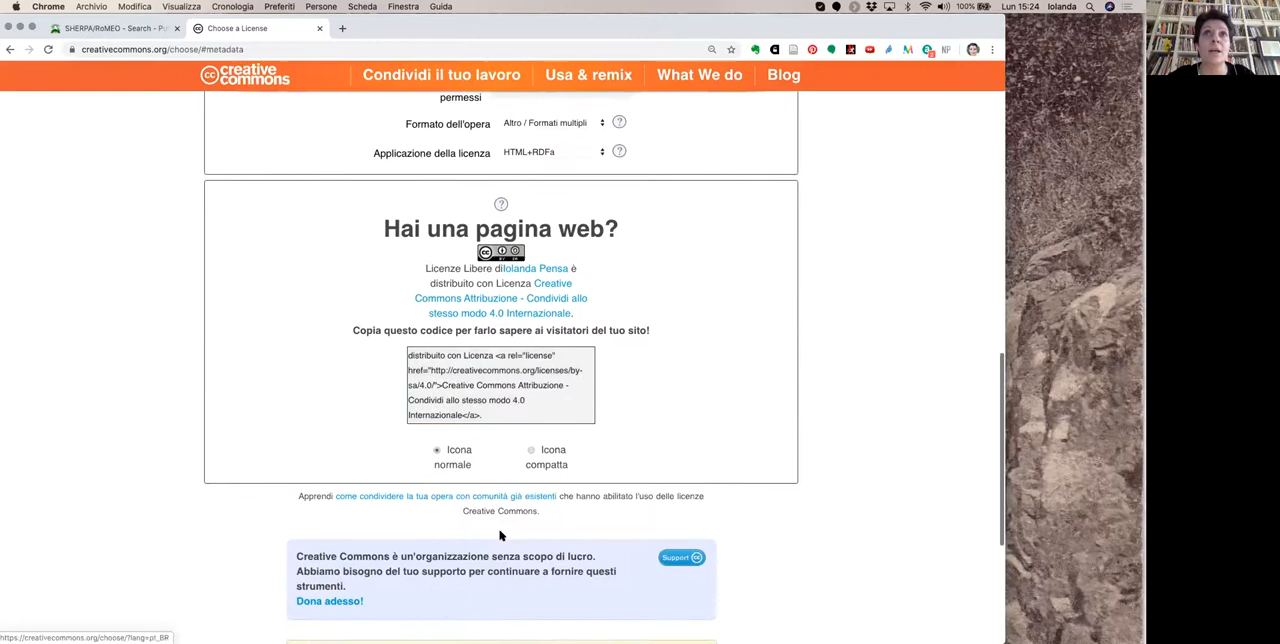 Chrome Archivio Modifica Visualizza Cronologia Preferiti Persone Scheda Finestra Guida 100% Lun 15:24 Iolanda
SHERPA/RoMEO - Search - Choose a License
creativecommons.org/choose/#metadata
creative commons Condividi il tuo lavoro Usa & remix What We do Blog
permessi
Formato dell'opera Altro / Formati multipli ?
Applicazione della licenza HTML+RDFa ?
?
Hai una pagina web?
Licenze Libere diIolanda Pensa è
distribuito con Licenza Creative
Commons Attribuzione - Condividi allo
stesso modo 4.0 Internazionale.
Copia questo codice per farlo sapere ai visitatori del tuo sito!
distribuito con Licenza <a rel="license"
href="http://creativecommons.org/licenses/by-
sa/4.0/">Creative Commons Attribuzione -
Condividi allo stesso modo 4.0
Internazionale</a>.
Icona normale
Icona compatta
Apprendi come condividere la tua opera con comunità già esistenti che hanno abilitato l'uso delle licenze
Creative Commons.
Creative Commons è un'organizzazione senza scopo di lucro. Support CC
Abbiamo bisogno del tuo supporto per continuare a fornire questi
strumenti.
Dona adesso!
https://creativecommons.org/choose/?lang=pt_BR